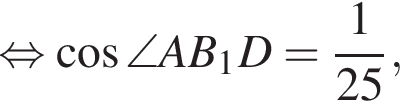 ⇔ cos ∠AB₁D = 1/25,